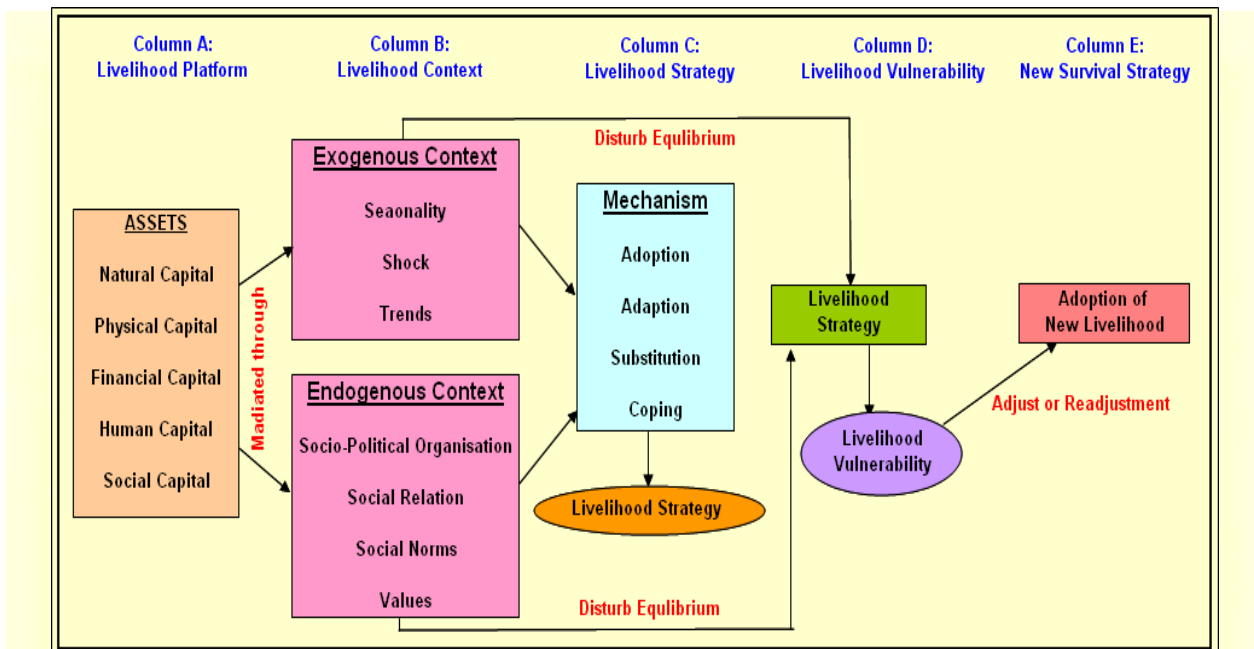 Column A:
Livelihood Platform
Column B:
Livelihood Context
Column C:
Livelihood Strategy
Column D:
Livelihood Vulnerability
Column E:
New Survival Strategy
ASSETS
Natural Capital
Physical Capital
Financial Capital
Human Capital
Social Capital
Madiated through
Exogenous Context
Seaonality
Shock
Trends
Endogenous Context
Socio-Political Organisation
Social Relation
Social Norms
Values
Disturb Equlibrium
Mechanism
Adoption
Adaption
Substitution
Coping
Livelihood Strategy
Disturb Equlibrium
Livelihood
Strategy
Livelihood
Vulnerability
Adjust or Readjustment
Adoption of
New Livelihood